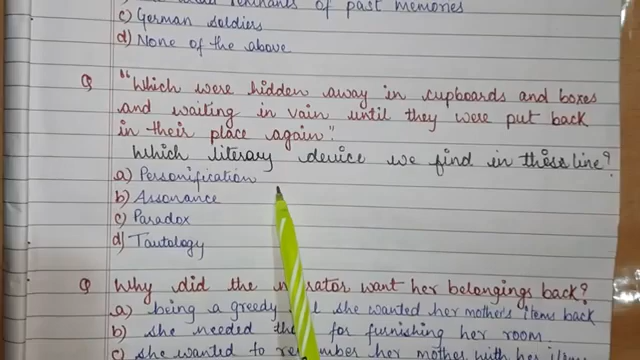 remnants of past memories
c) German soldiers
d) None of the above
Q "Which were hidden away in cupboards and boxes
and waiting in vain until they were put back
in their place again".
Which literary device we find in these line?
a) Personification
b) Assonance
c) Paradox
d) Tautology
Q Why did the narrator want her belongings back?
a) being a greedy she wanted her mother's items back
b) she needed for furnishing her room
c) she wanted to remember her mother with her